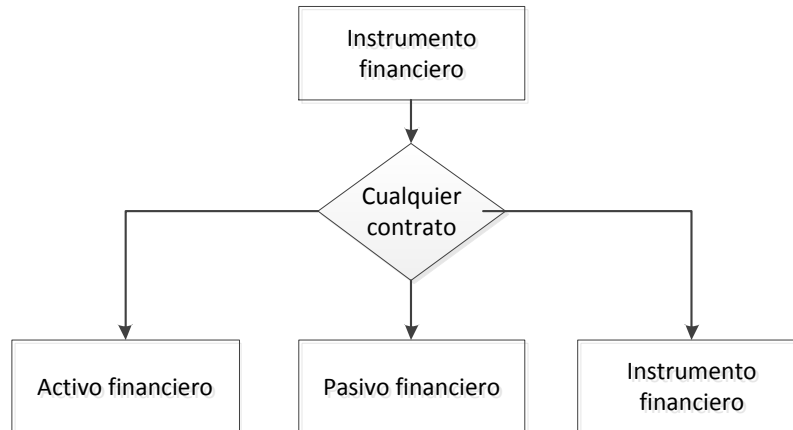 Instrumento
financiero
Cualquier
contrato
Activo financiero
Pasivo financiero
Instrumento
financiero